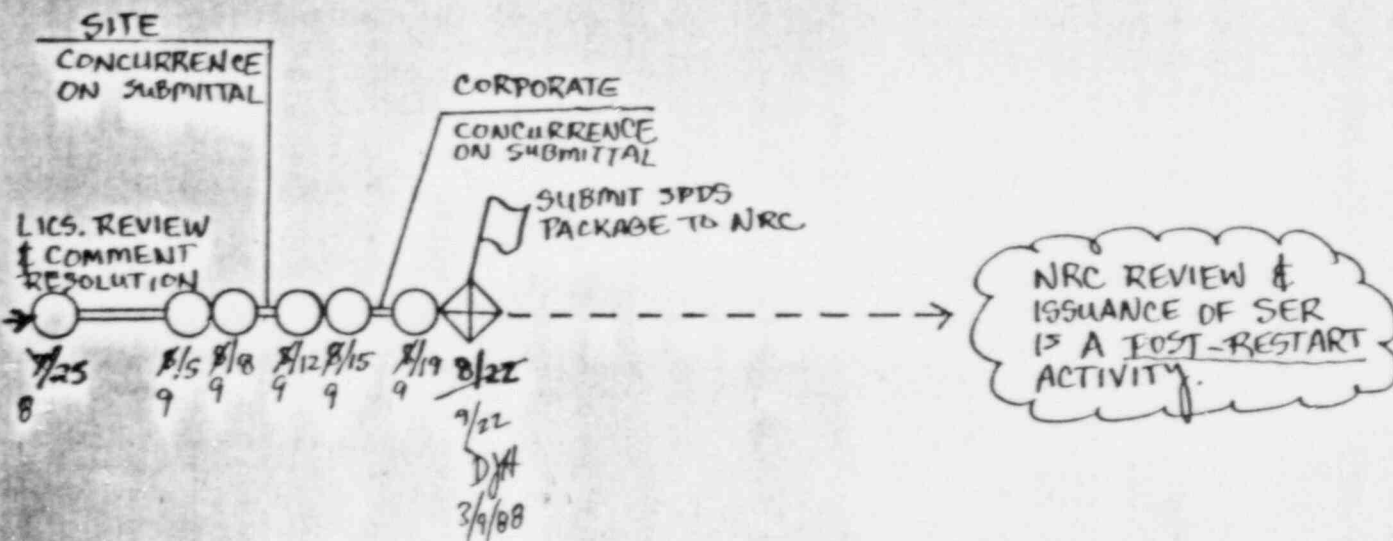 SITE
CONCURRENCE
ON SUBMITTAL
CORPORATE
CONCURRENCE
ON SUBMITTAL
SUBMIT SPDS
PACKAGE TO NRC
LICS. REVIEW
& COMMENT
RESOLUTION
7/25 8/5 8/8 8/12 8/15 8/19 8/22
8 9 9 9 9 9
9/22
DJA
3/9/88
NRC REVIEW &
ISSUANCE OF SER
IS A POST-RESTART
ACTIVITY.